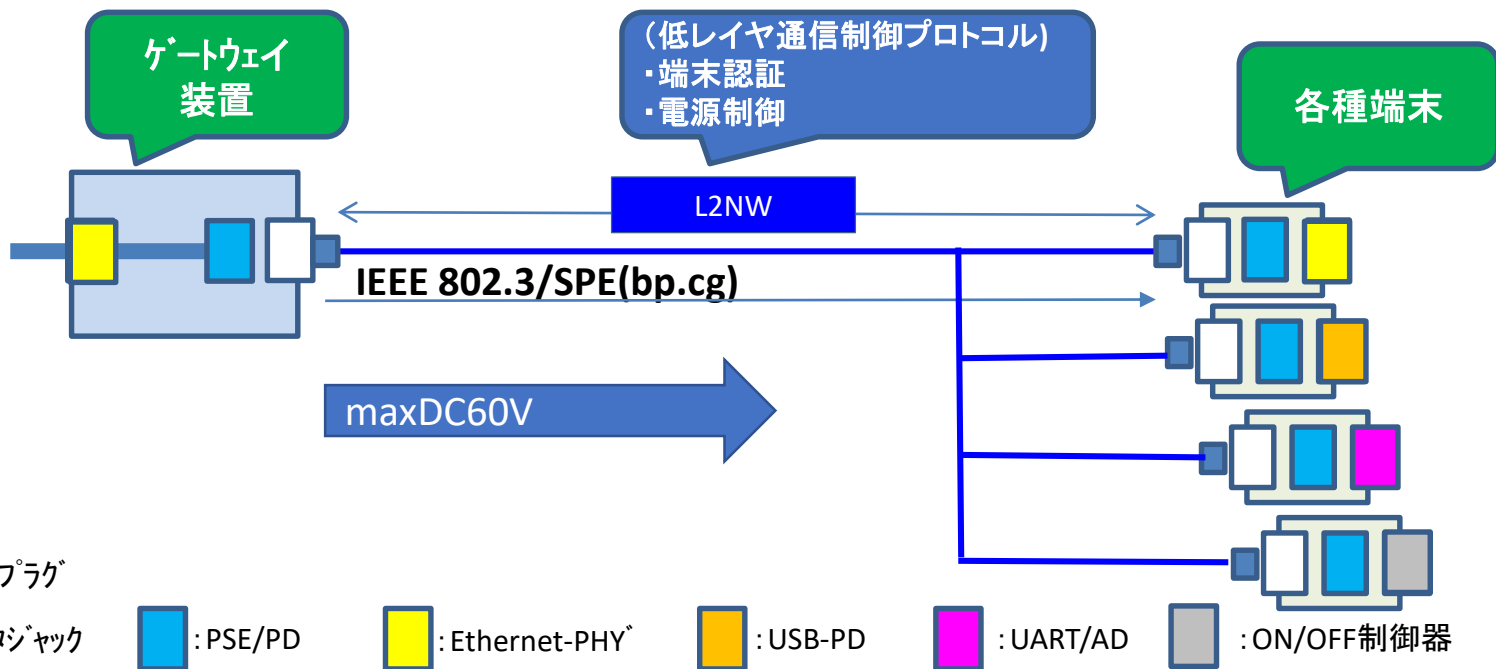 ゲートウェイ
装置
（低レイヤ通信制御プロトコル)
・端末認証
・電源制御
各種端末
L2NW
IEEE 802.3/SPE(bp.cg)
maxDC60V
プラグ
タジャック
：PSE/PD
：Ethernet-PHY゛
：USB-PD
：UART/AD
：ON/OFF制御器